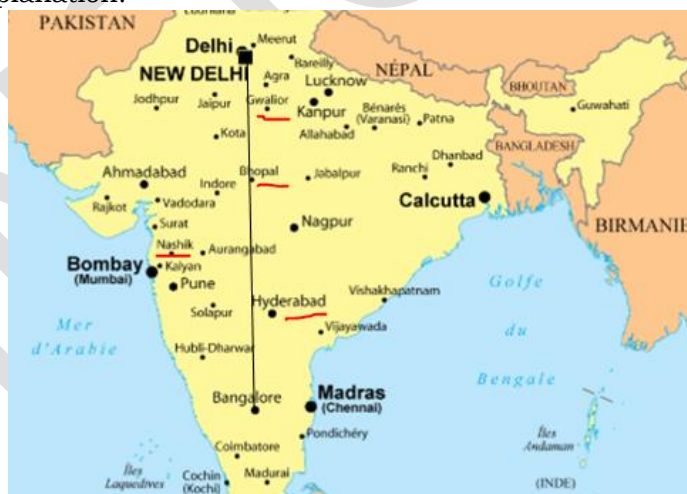 planation:
PAKISTAN
Delhi
Meerut
NEW DELHI
Bareilly
NÉPAL
Agra
Lucknow
BHOUTAN
Jodhpur
Jaipur
Gwalior
Kanpur
Bénarès
(Varanasi)
Patna
Guwahati
Kota
Allahabad
BANGLADESH
Dhanbad
Ranchi
Ahmadabad
Indore
Bhopal
Jabalpur
Calcutta
Rajkot
Vadodara
Surat
Nagpur
BIRMANIE
Nashik
Aurangabad
Bombay
(Mumbai)
Kalyan
Pune
Golfe
du
Bengale
Vishakhapatnam
Hyderabad
Solapur
Vijayawada
Mer
d'Arabie
Hubli-Dharwar
Bangalore
Madras
(Chennai)
Pondichéry
Îles
Andaman
(INDE)
Coimbatore
Îles
Laquedives
Cochin
(Kochi)
Madurai